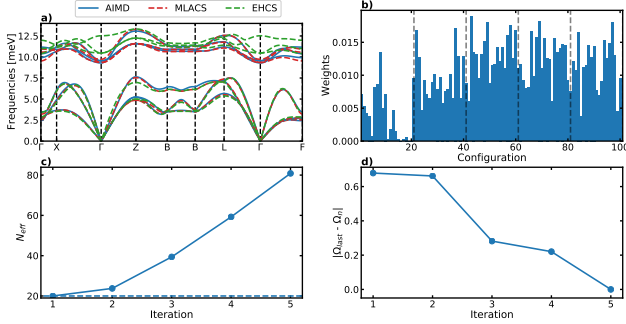 AIMD MLACS EHCS
a)
Frequencies [meV]
12.5
10.0
7.5
5.0
2.5
0.0
X Γ Z B B L Γ F
b)
Weights
0.015
0.010
0.005
0.000
20 40 60 80 100
Configuration
c)
N_eff
80
60
40
20
1 2 3 4 5
Iteration
d)
|Ω_last - Ω_n|
0.6
0.4
0.2
0.0
1 2 3 4 5
Iteration